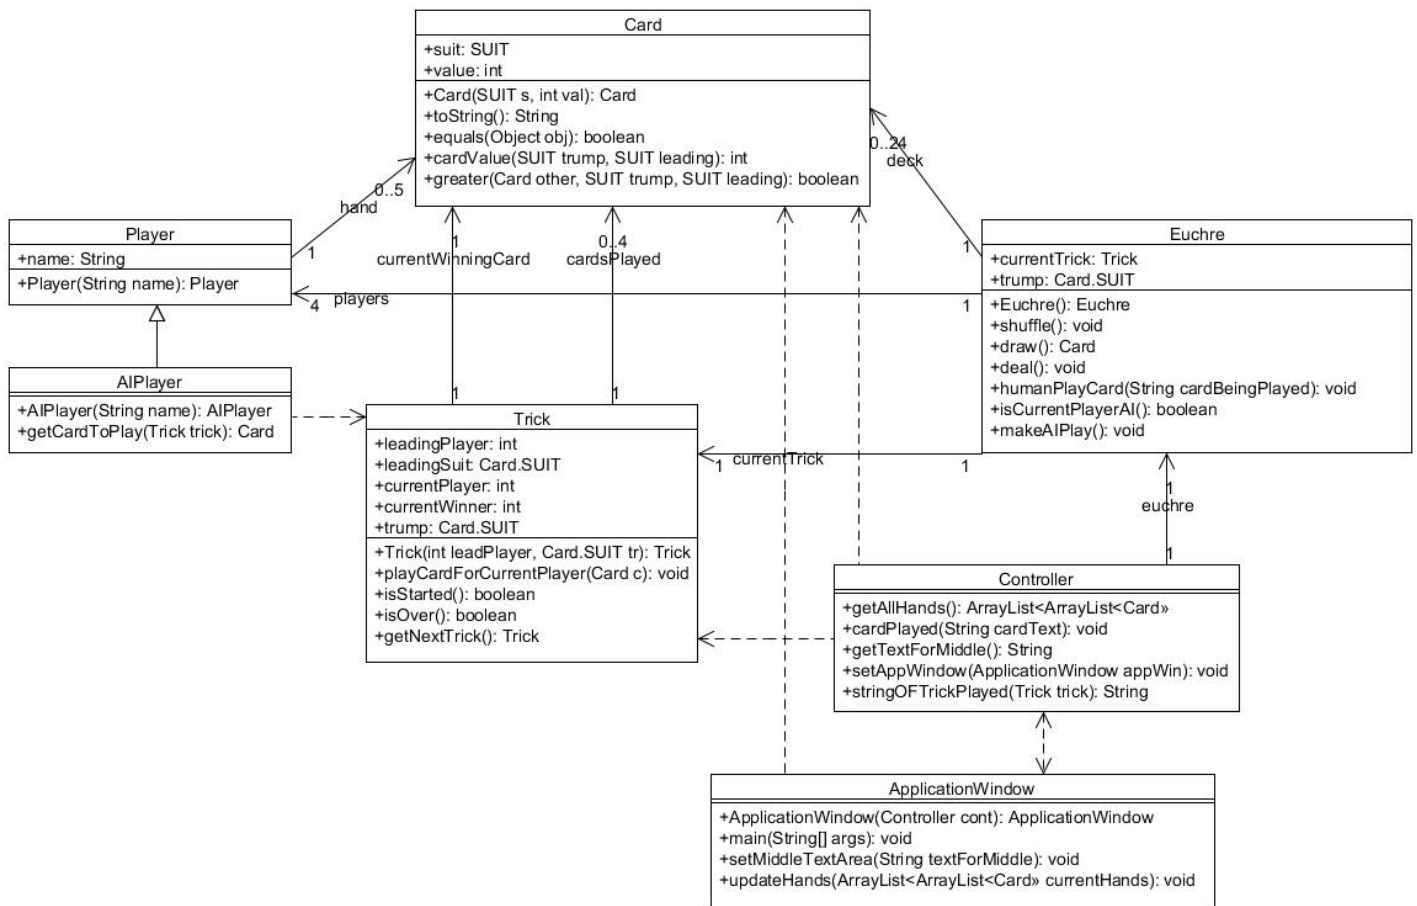 Card
+suit: SUIT
+value: int
+Card(SUIT s, int val): Card
+toString(): String
+equals(Object obj): boolean
+cardValue(SUIT trump, SUIT leading): int
+greater(Card other, SUIT trump, SUIT leading): boolean
0..24
deck
0..5
hand
1
1
currentWinningCard
0..4
cardsPlayed
1
Player
+name: String
+Player(String name): Player
4
players
1
Euchre
+currentTrick: Trick
+trump: Card.SUIT
+Euchre(): Euchre
+shuffle(): void
+draw(): Card
+deal(): void
+humanPlayCard(String cardBeingPlayed): void
+isCurrentPlayerAI(): boolean
+makeAIPlay(): void
AIPlayer
+AIPlayer(String name): AIPlayer
+getCardToPlay(Trick trick): Card
1
1
Trick
+leadingPlayer: int
+leadingSuit: Card.SUIT
+currentPlayer: int
+currentWinner: int
+trump: Card.SUIT
+Trick(int leadPlayer, Card.SUIT tr): Trick
+playCardForCurrentPlayer(Card c): void
+isStarted(): boolean
+isOver(): boolean
+getNextTrick(): Trick
1
currentTrick
1
1
euchre
1
Controller
+getAllHands(): ArrayList<ArrayList<Card»
+cardPlayed(String cardText): void
+getTextForMiddle(): String
+setAppWindow(ApplicationWindow appWin): void
+stringOFTrickPlayed(Trick trick): String
ApplicationWindow
+ApplicationWindow(Controller cont): ApplicationWindow
+main(String[] args): void
+setMiddleTextArea(String textForMiddle): void
+updateHands(ArrayList<ArrayList<Card» currentHands): void